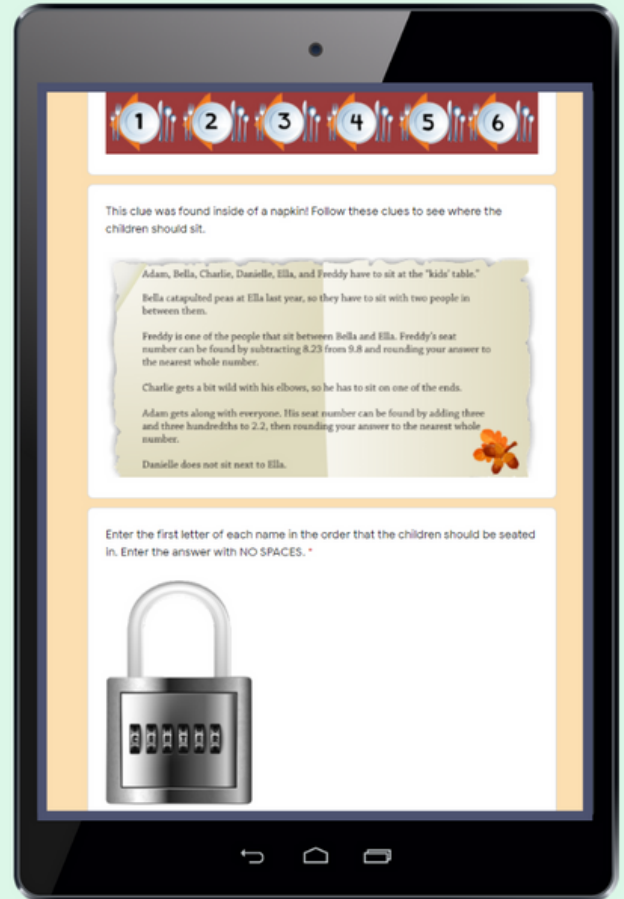 1 2 3 4 5 6
This clue was found inside of a napkin! Follow these clues to see where the
children should sit.
Adam, Bella, Charlie, Danielle, Ella, and Freddy have to sit at the "kids' table."
Bella catapulted peas at Ella last year, so they have to sit with two people in
between them.
Freddy is one of the people that sit between Bella and Ella. Freddy's seat
number can be found by subtracting 8.23 from 9.8 and rounding your answer to
the nearest whole number.
Charlie gets a bit wild with his elbows, so he has to sit on one of the ends.
Adam gets along with everyone. His seat number can be found by adding three
and three hundredths to 2.2, then rounding your answer to the nearest whole
number.
Danielle does not sit next to Ella.
Enter the first letter of each name in the order that the children should be seated
in. Enter the answer with NO SPACES. *